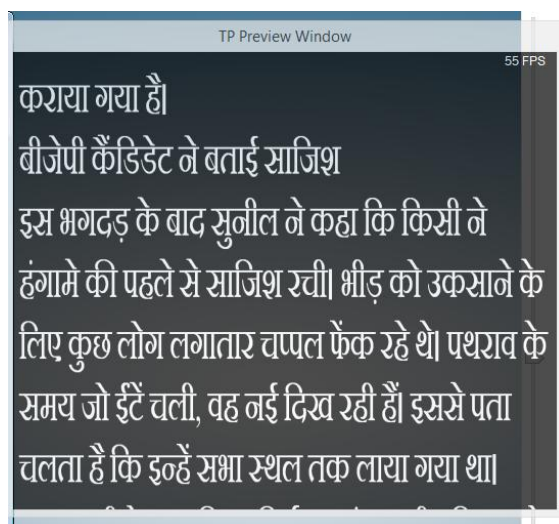 TP Preview Window
55 FPS
कराया गया है।
बीजेपी कैंडिडेट ने बताई साजिश
इस भगदड़ के बाद सुनील ने कहा कि किसी ने
हंगामे की पहले से साजिश रची। भीड़ को उकसाने के
लिए कुछ लोग लगातार चप्पल फेंक रहे थे। पथराव के
समय जो ईंटें चली, वह नई दिख रही हैं। इससे पता
चलता है कि इन्हें सभा स्थल तक लाया गया था।